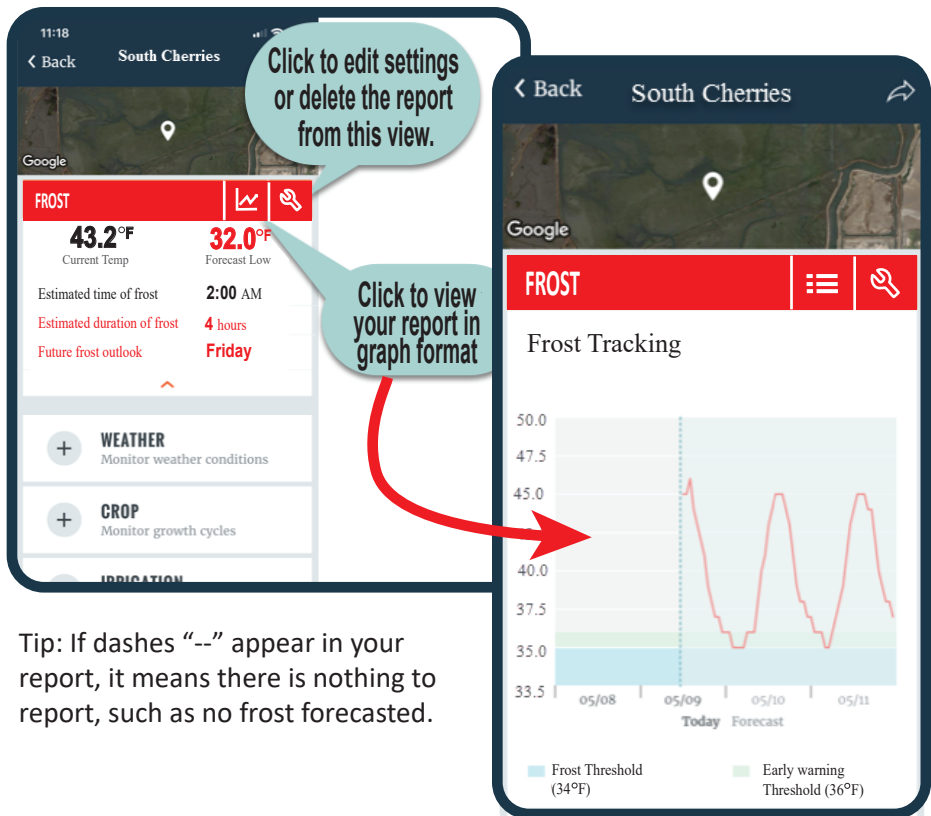 11:18
Back
South Cherries
Click to edit settings
or delete the report
from this view.
Google
FROST
43.2°F
32.0°F
Current Temp
Forecast Low
Estimated time of frost
2:00 AM
Estimated duration of frost
4 hours
Future frost outlook
Friday
Click to view
your report in
graph format
+
WEATHER
Monitor weather conditions
+
CROP
Monitor growth cycles
IRRIGATION
Tip: If dashes “--” appear in your
report, it means there is nothing to
report, such as no frost forecasted.
Back
South Cherries
Google
FROST
Frost Tracking
50.0
47.5
45.0
40.0
37.5
35.0
33.5
05/08
05/09
05/10
05/11
Today
Forecast
Frost Threshold
(34°F)
Early warning
Threshold (36°F)